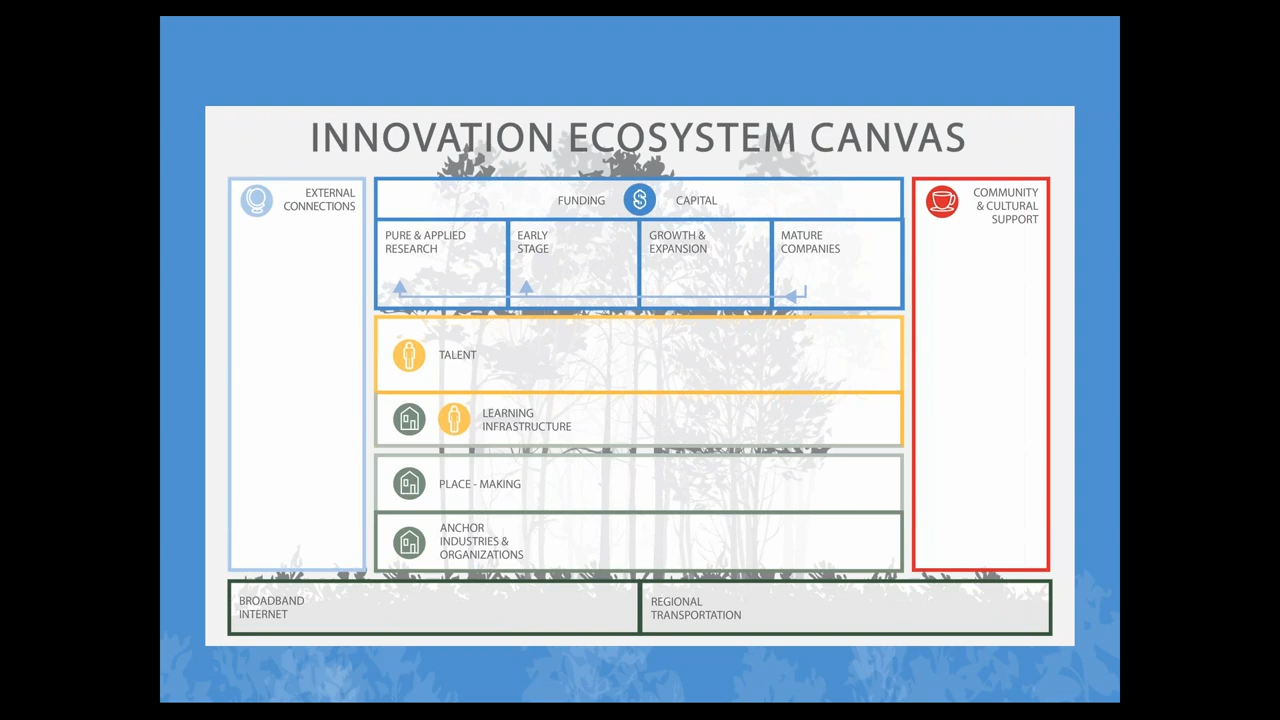 INNOVATION ECOSYSTEM CANVAS
EXTERNAL
CONNECTIONS
FUNDING
CAPITAL
PURE & APPLIED
RESEARCH
EARLY
STAGE
GROWTH &
EXPANSION
MATURE
COMPANIES
TALENT
LEARNING
INFRASTRUCTURE
PLACE - MAKING
ANCHOR
INDUSTRIES &
ORGANIZATIONS
COMMUNITY
& CULTURAL
SUPPORT
BROADBAND
INTERNET
REGIONAL
TRANSPORTATION